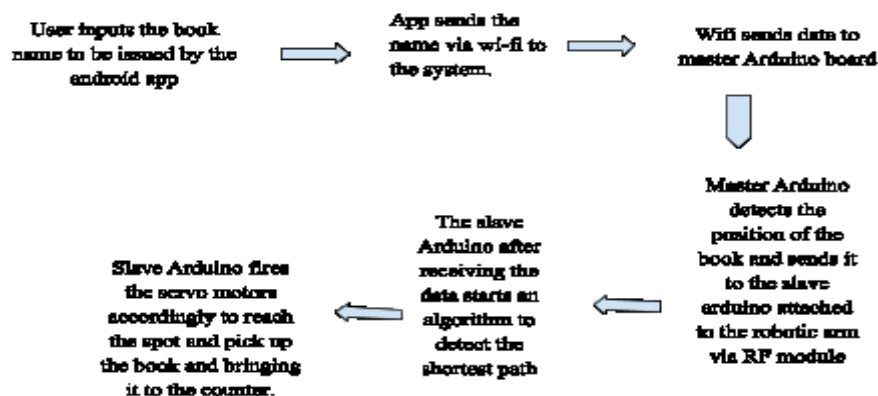 User inputs the book
name to be issued by the
android app
App sends the
name via wi-fi to
the system.
Wifi sends data to
master Arduino board
Master Arduino
detects the
position of the
book and sends it
to the slave
arduino attached
to the robotic arm
via RF module
The slave
Arduino after
receiving the
data starts an
algorithm to
detect the
shortest path
Slave Arduino fires
the servo motors
accordingly to reach
the spot and pick up
the book and bringing
it to the counter.